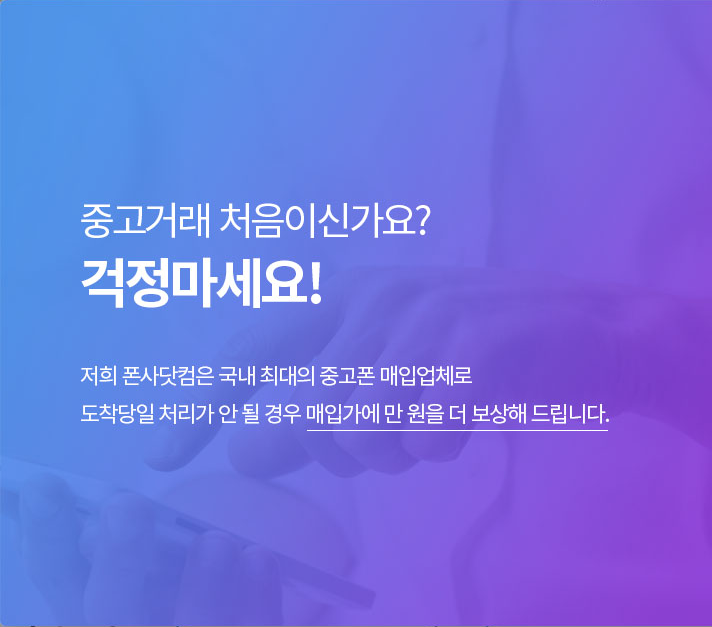 중고거래 처음이신가요?
걱정마세요!
저희 폰사닷컴은 국내 최대의 중고폰 매입업체로
도착당일 처리가 안 될 경우 매입가에 만 원을 더 보상해 드립니다.